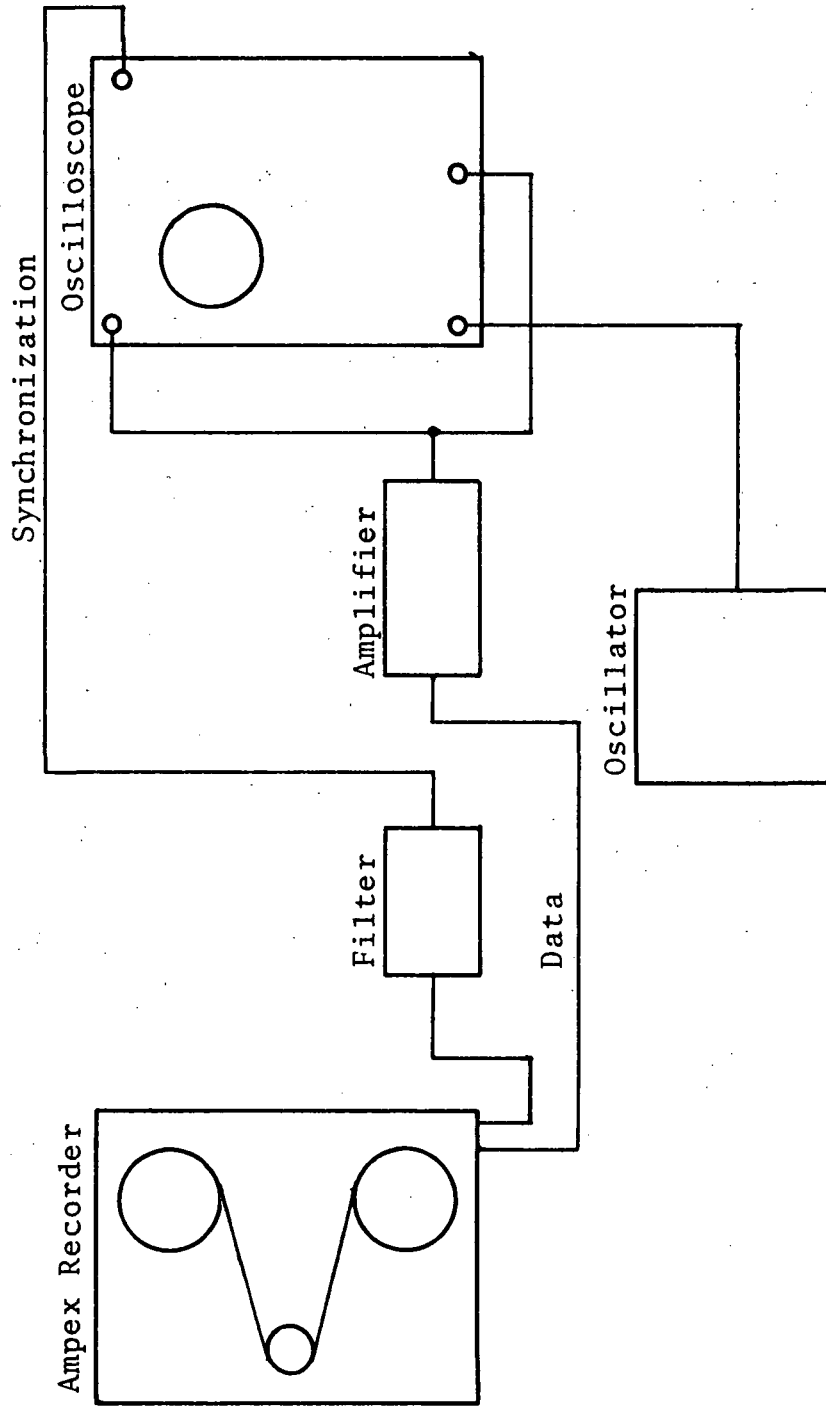 Synchronization
Oscilloscope
Amplifier
Oscillator
Filter
Data
Ampex Recorder